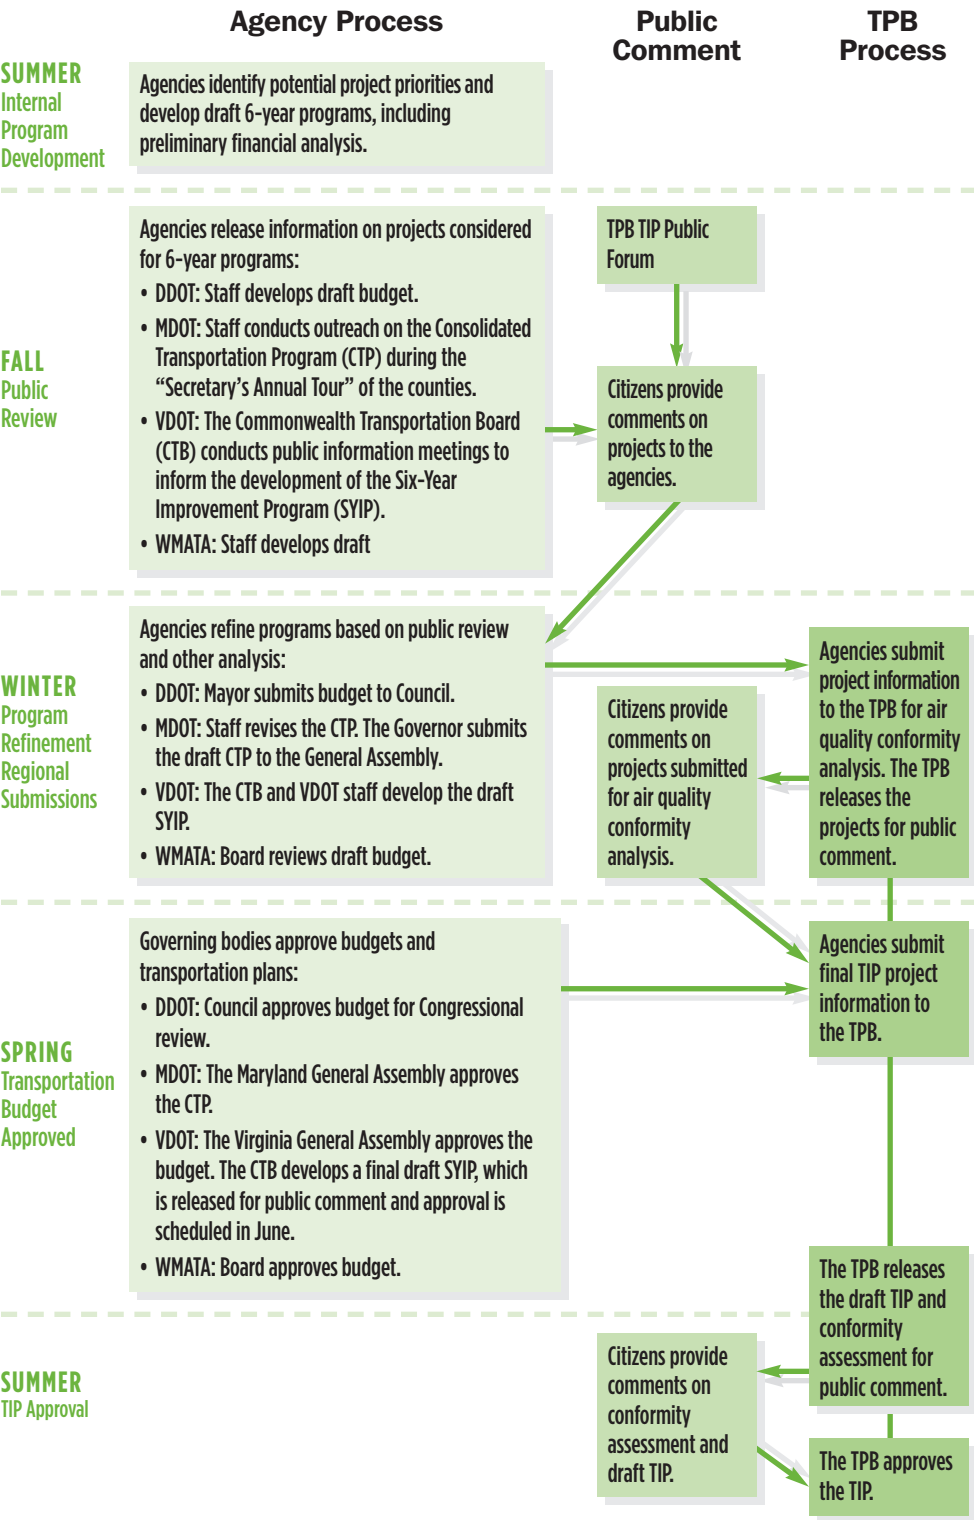 Agency Process
Public
Comment
TPB
Process
SUMMER
Internal
Program
Development
Agencies identify potential project priorities and
develop draft 6-year programs, including
preliminary financial analysis.
FALL
Public
Review
Agencies release information on projects considered
for 6-year programs:
• DDOT: Staff develops draft budget.
• MDOT: Staff conducts outreach on the Consolidated
Transportation Program (CTP) during the
“Secretary’s Annual Tour” of the counties.
• VDOT: The Commonwealth Transportation Board
(CTB) conducts public information meetings to
inform the development of the Six-Year
Improvement Program (SYIP).
• WMATA: Staff develops draft
TPB TIP Public
Forum
Citizens provide
comments on
projects to the
agencies.
WINTER
Program
Refinement
Regional
Submissions
Agencies refine programs based on public review
and other analysis:
• DDOT: Mayor submits budget to Council.
• MDOT: Staff revises the CTP. The Governor submits
the draft CTP to the General Assembly.
• VDOT: The CTB and VDOT staff develop the draft
SYIP.
• WMATA: Board reviews draft budget.
Citizens provide
comments on
projects submitted
for air quality
conformity
analysis.
Agencies submit
project information
to the TPB for air
quality conformity
analysis. The TPB
releases the
projects for public
comment.
SPRING
Transportation
Budget
Approved
Governing bodies approve budgets and
transportation plans:
• DDOT: Council approves budget for Congressional
review.
• MDOT: The Maryland General Assembly approves
the CTP.
• VDOT: The Virginia General Assembly approves the
budget. The CTB develops a final draft SYIP, which
is released for public comment and approval is
scheduled in June.
• WMATA: Board approves budget.
Agencies submit
final TIP project
information to
the TPB.
The TPB releases
the draft TIP and
conformity
assessment for
public comment.
SUMMER
TIP Approval
Citizens provide
comments on
conformity
assessment and
draft TIP.
The TPB approves
the TIP.